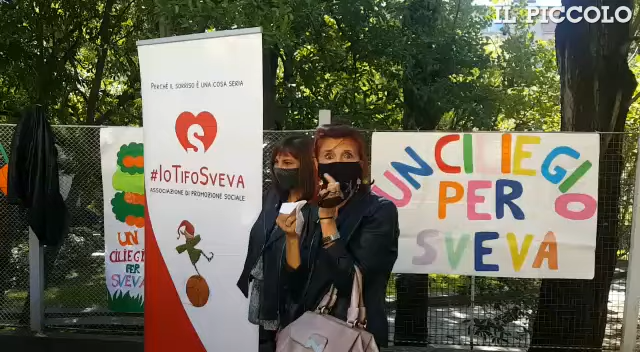 IL PICCOLO
PERCHÉ IL SORRISO È UNA COSA SERIA
S
#IOTIFOSVEVA
ASSOCIAZIONE DI PROMOZIONE SOCIALE
UN
CILIEGIO
PER
SVEVA
UN CILIEGIO
PER
SVEVA